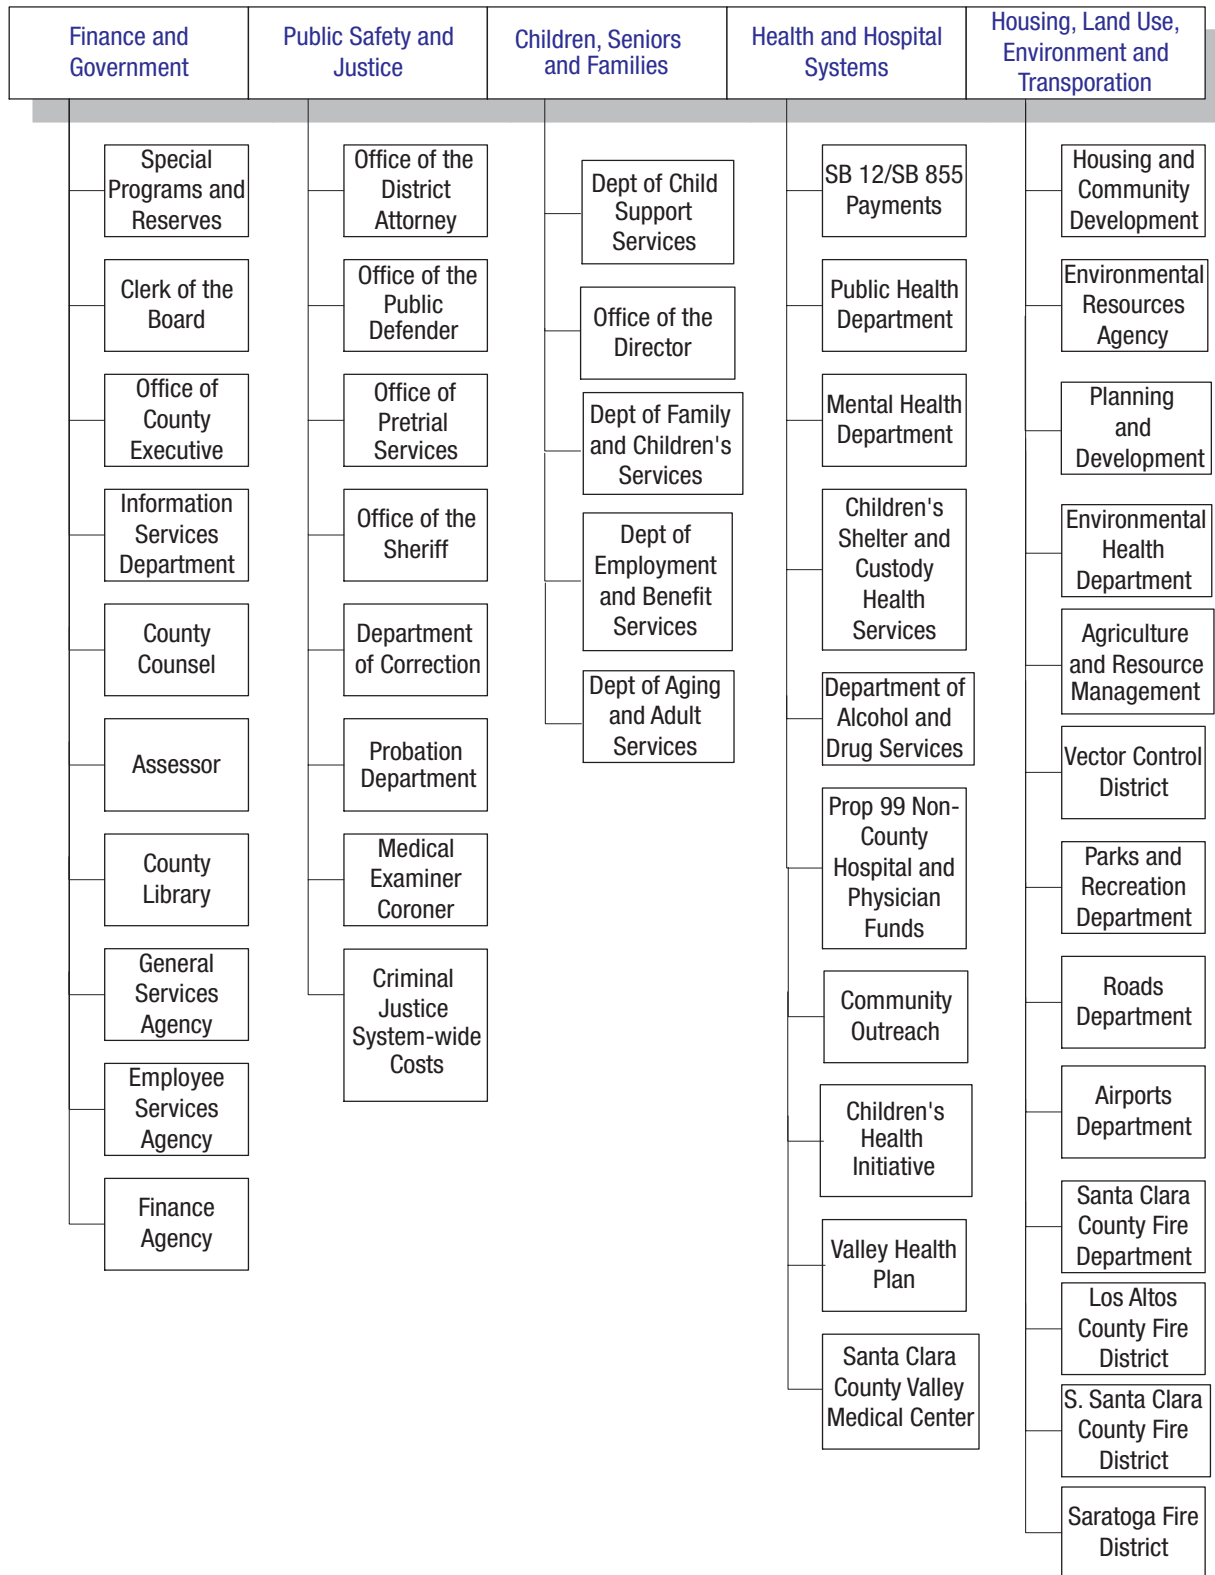 Finance and
Government
Public Safety and
Justice
Children, Seniors
and Families
Health and Hospital
Systems
Housing, Land Use,
Environment and
Transporation
Special
Programs and
Reserves
Clerk of the
Board
Office of
County
Executive
Information
Services
Department
County
Counsel
Assessor
County
Library
General
Services
Agency
Employee
Services
Agency
Finance
Agency
Office of the
District
Attorney
Office of the
Public
Defender
Office of
Pretrial
Services
Office of the
Sheriff
Department
of Correction
Probation
Department
Medical
Examiner
Coroner
Criminal
Justice
System-wide
Costs
Dept of Child
Support
Services
Office of the
Director
Dept of Family
and Children's
Services
Dept of
Employment
and Benefit
Services
Dept of Aging
and Adult
Services
SB 12/SB 855
Payments
Public Health
Department
Mental Health
Department
Children's
Shelter and
Custody
Health
Services
Department of
Alcohol and
Drug Services
Prop 99 Non-
County
Hospital and
Physician
Funds
Community
Outreach
Children's
Health
Initiative
Valley Health
Plan
Santa Clara
County Valley
Medical Center
Housing and
Community
Development
Environmental
Resources
Agency
Planning
and
Development
Environmental
Health
Department
Agriculture
and Resource
Management
Vector Control
District
Parks and
Recreation
Department
Roads
Department
Airports
Department
Santa Clara
County Fire
Department
Los Altos
County Fire
District
S. Santa Clara
County Fire
District
Saratoga Fire
District